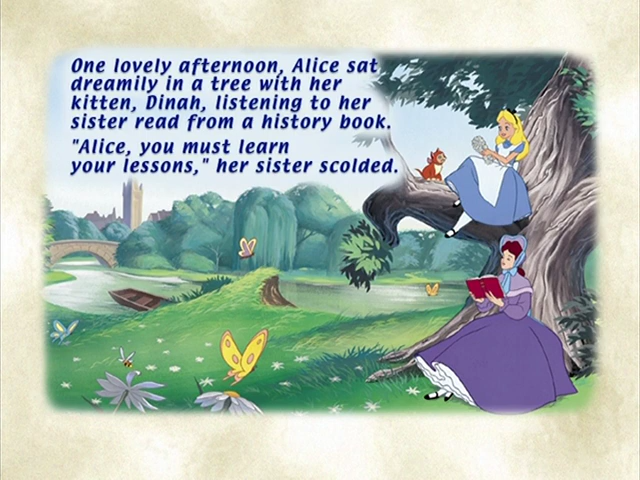 One lovely afternoon, Alice sat
dreamily in a tree with her
kitten, Dinah, listening to her
sister read from a history book.
"Alice, you must learn
your lessons," her sister scolded.